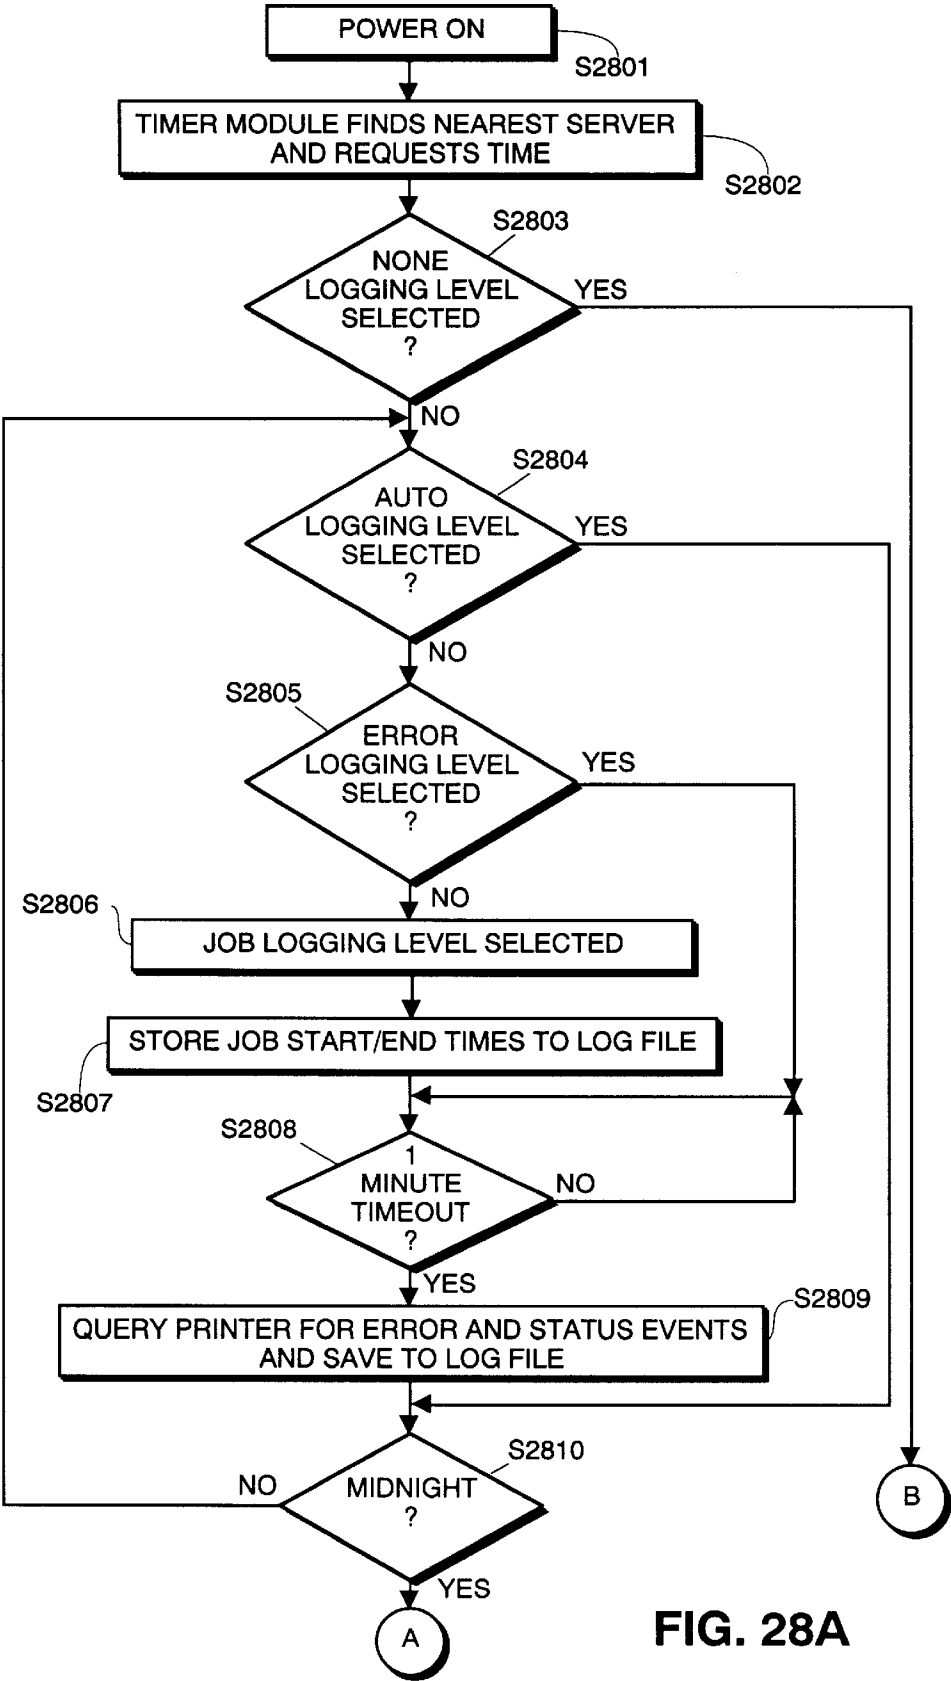 POWER ON
S2801
TIMER MODULE FINDS NEAREST SERVER
AND REQUESTS TIME
S2802
S2803
NONE
LOGGING LEVEL
SELECTED
?
YES
NO
S2804
AUTO
LOGGING LEVEL
SELECTED
?
YES
NO
S2805
ERROR
LOGGING LEVEL
SELECTED
?
YES
NO
S2806
JOB LOGGING LEVEL SELECTED
STORE JOB START/END TIMES TO LOG FILE
S2807
S2808
1
MINUTE
TIMEOUT
?
NO
YES
S2809
QUERY PRINTER FOR ERROR AND STATUS EVENTS
AND SAVE TO LOG FILE
S2810
MIDNIGHT
?
NO
YES
B
A
FIG. 28A